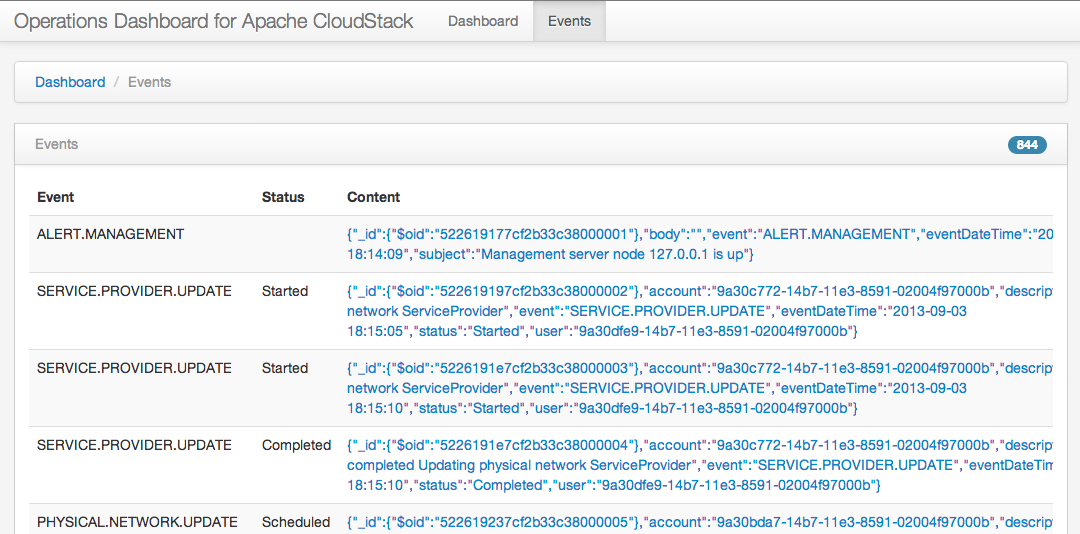 Operations Dashboard for Apache CloudStack Dashboard Events
Dashboard / Events
Events 844
Event Status Content
ALERT.MANAGEMENT {"_id":{"$oid":"522619177cf2b33c38000001"},"body":"","event":"ALERT.MANAGEMENT","eventDateTime":"20
18:14:09","subject":"Management server node 127.0.0.1 is up"}
SERVICE.PROVIDER.UPDATE Started {"_id":{"$oid":"522619197cf2b33c38000002"},"account":"9a30c772-14b7-11e3-8591-02004f97000b","descript
network ServiceProvider","event":"SERVICE.PROVIDER.UPDATE","eventDateTime":"2013-09-03
18:15:05","status":"Started","user":"9a30dfe9-14b7-11e3-8591-02004f97000b"}
SERVICE.PROVIDER.UPDATE Started {"_id":{"$oid":"5226191e7cf2b33c38000003"},"account":"9a30c772-14b7-11e3-8591-02004f97000b","descript
network ServiceProvider","event":"SERVICE.PROVIDER.UPDATE","eventDateTime":"2013-09-03
18:15:10","status":"Started","user":"9a30dfe9-14b7-11e3-8591-02004f97000b"}
SERVICE.PROVIDER.UPDATE Completed {"_id":{"$oid":"5226191e7cf2b33c38000004"},"account":"9a30c772-14b7-11e3-8591-02004f97000b","descript
completed Updating physical network ServiceProvider","event":"SERVICE.PROVIDER.UPDATE","eventDateTim
18:15:10","status":"Completed","user":"9a30dfe9-14b7-11e3-8591-02004f97000b"}
PHYSICAL.NETWORK.UPDATE Scheduled {"_id":{"$oid":"522619237cf2b33c38000005"},"account":"9a30bda7-14b7-11e3-8591-02004f97000b","descri